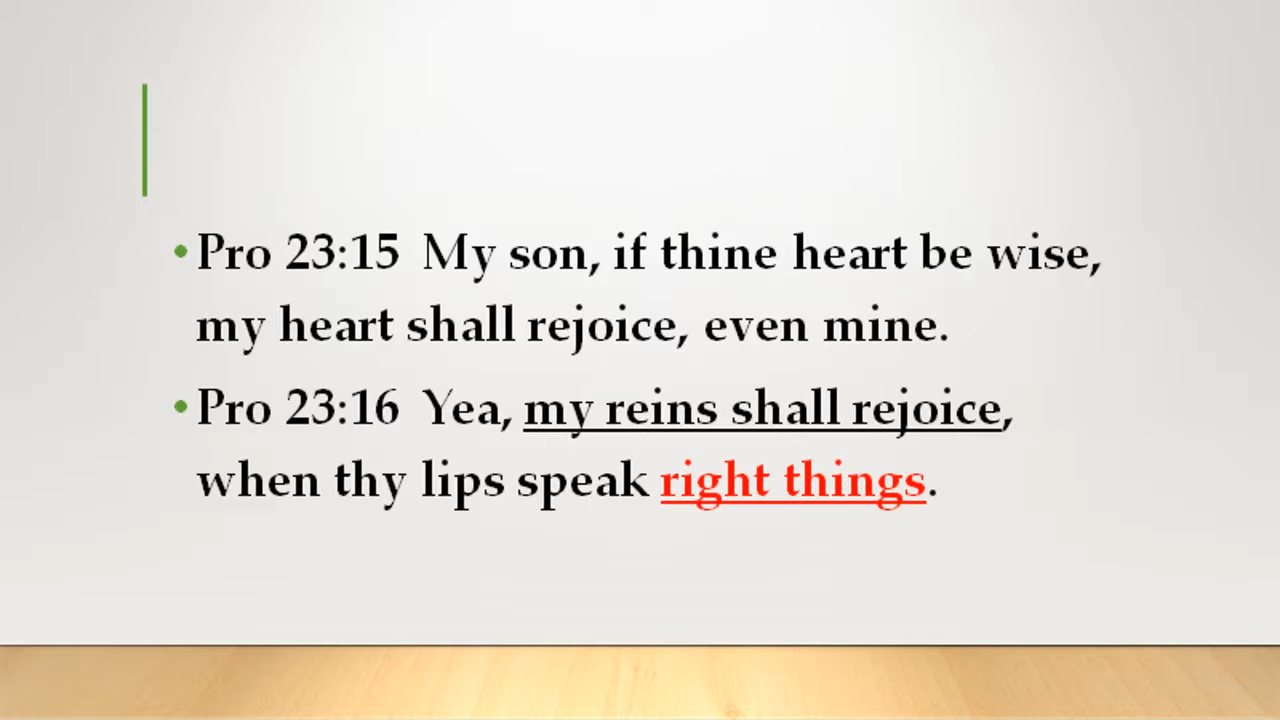 • Pro 23:15  My son, if thine heart be wise,
my heart shall rejoice, even mine.
• Pro 23:16  Yea, my reins shall rejoice,
when thy lips speak right things.